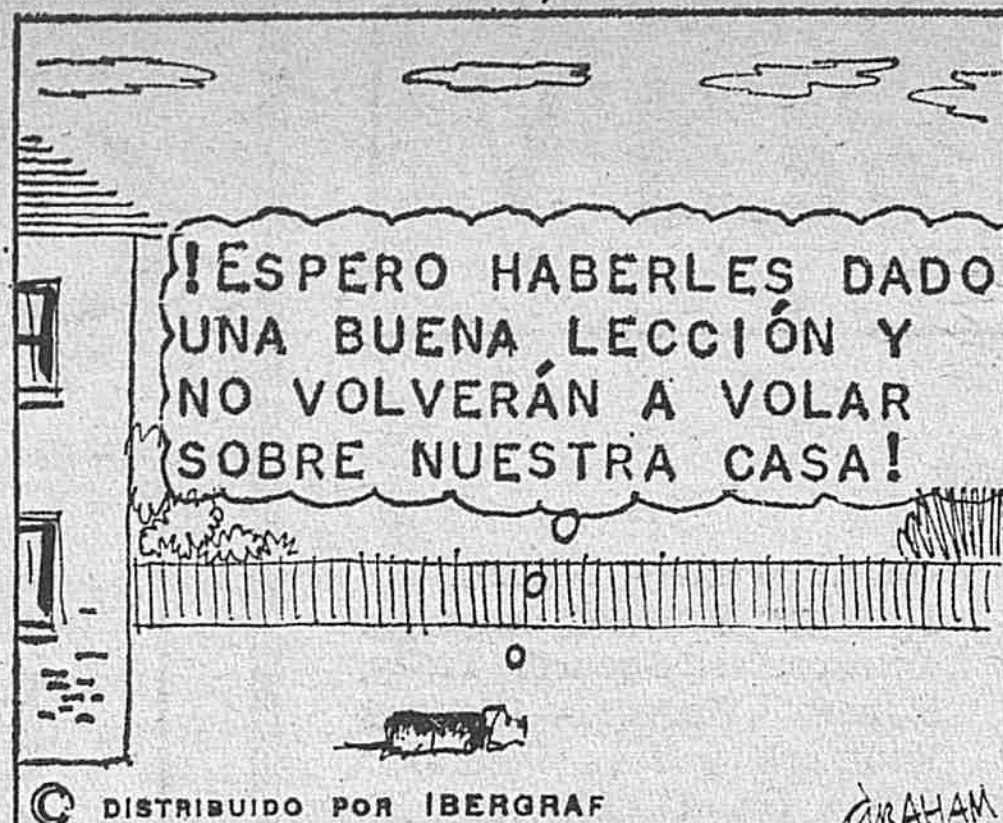 !ESPERO HABERLES DADO
UNA BUENA LECCIÓN Y
NO VOLVERÁN A VOLAR
SOBRE NUESTRA CASA!
© DISTRIBUIDO POR IBERGRAF
GRAHAM